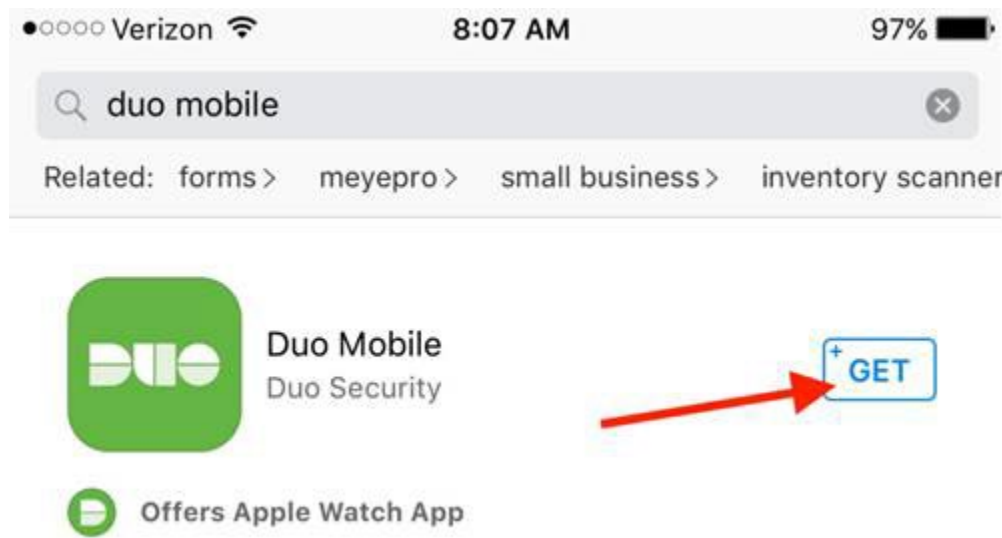 Verizon 8:07 AM 97%
duo mobile
Related: forms > meyepro > small business > inventory scanner
DUO
Duo Mobile
Duo Security
+ GET
Offers Apple Watch App